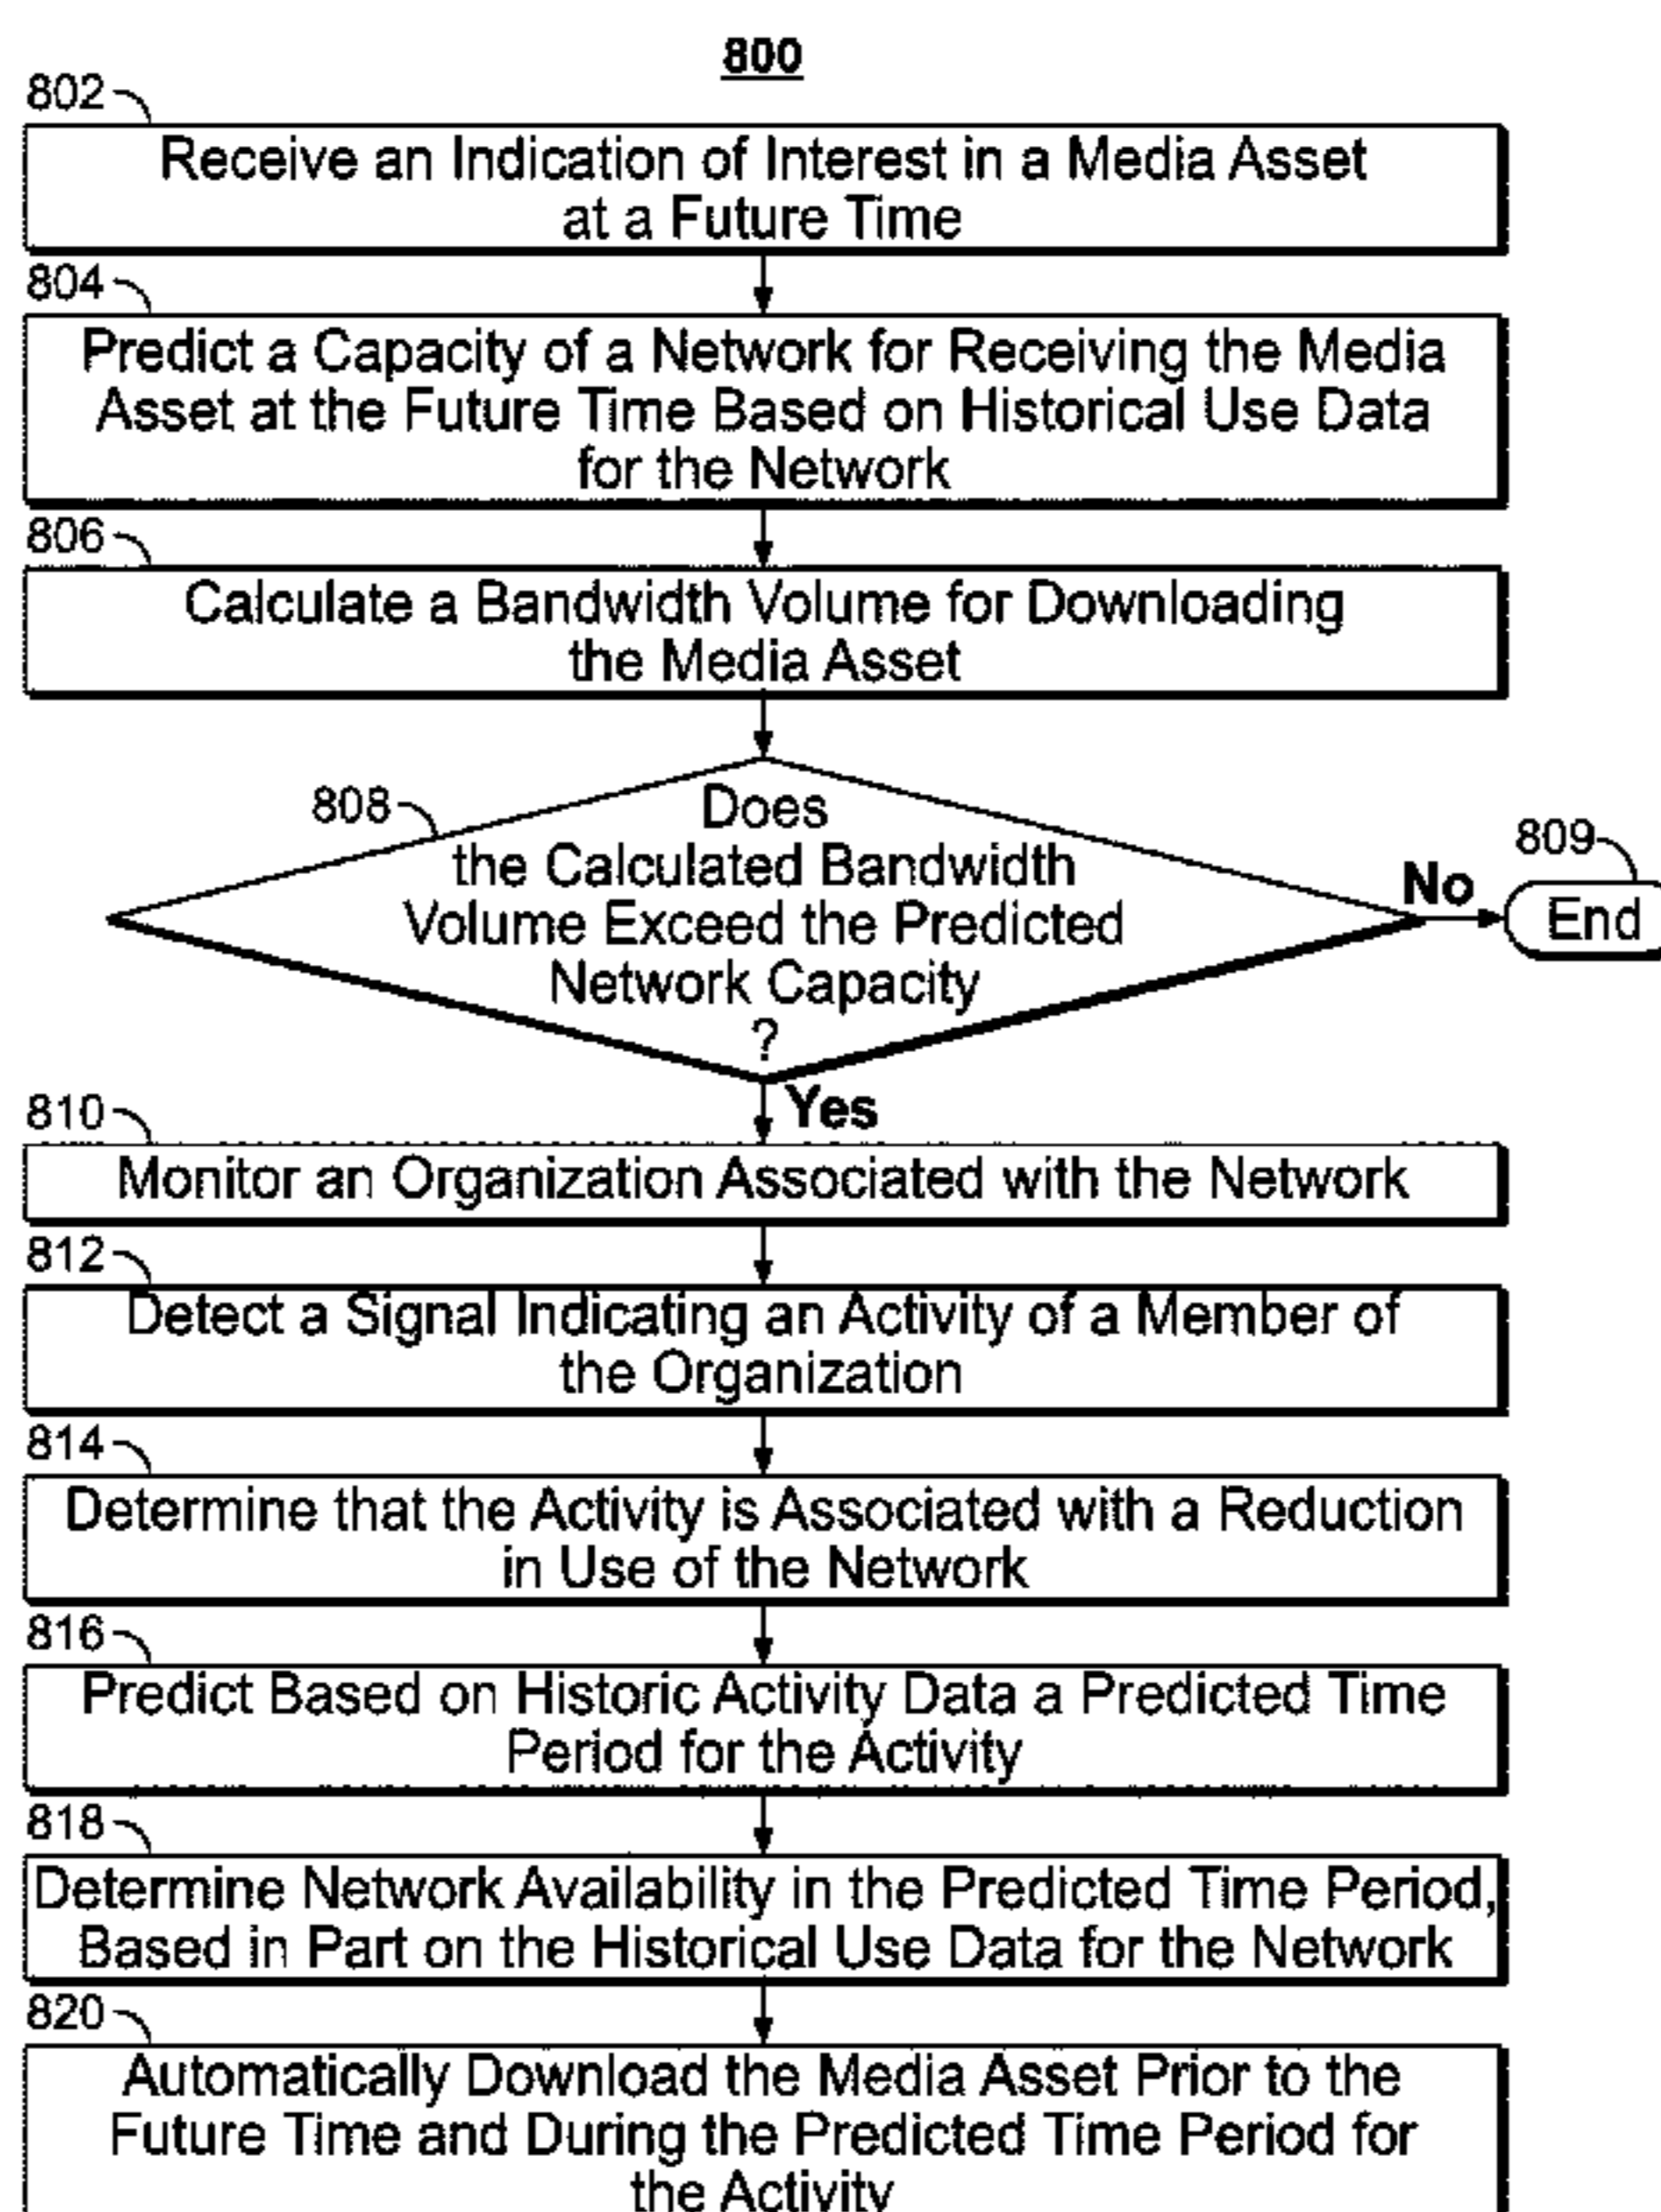 800
802
Receive an Indication of Interest in a Media Asset
at a Future Time
804
Predict a Capacity of a Network for Receiving the Media
Asset at the Future Time Based on Historical Use Data
for the Network
806
Calculate a Bandwidth Volume for Downloading
the Media Asset
808
Does
the Calculated Bandwidth
Volume Exceed the Predicted
Network Capacity
?
No
809
End
Yes
810
Monitor an Organization Associated with the Network
812
Detect a Signal Indicating an Activity of a Member of
the Organization
814
Determine that the Activity is Associated with a Reduction
in Use of the Network
816
Predict Based on Historic Activity Data a Predicted Time
Period for the Activity
818
Determine Network Availability in the Predicted Time Period,
Based in Part on the Historical Use Data for the Network
820
Automatically Download the Media Asset Prior to the
Future Time and During the Predicted Time Period for
the Activity